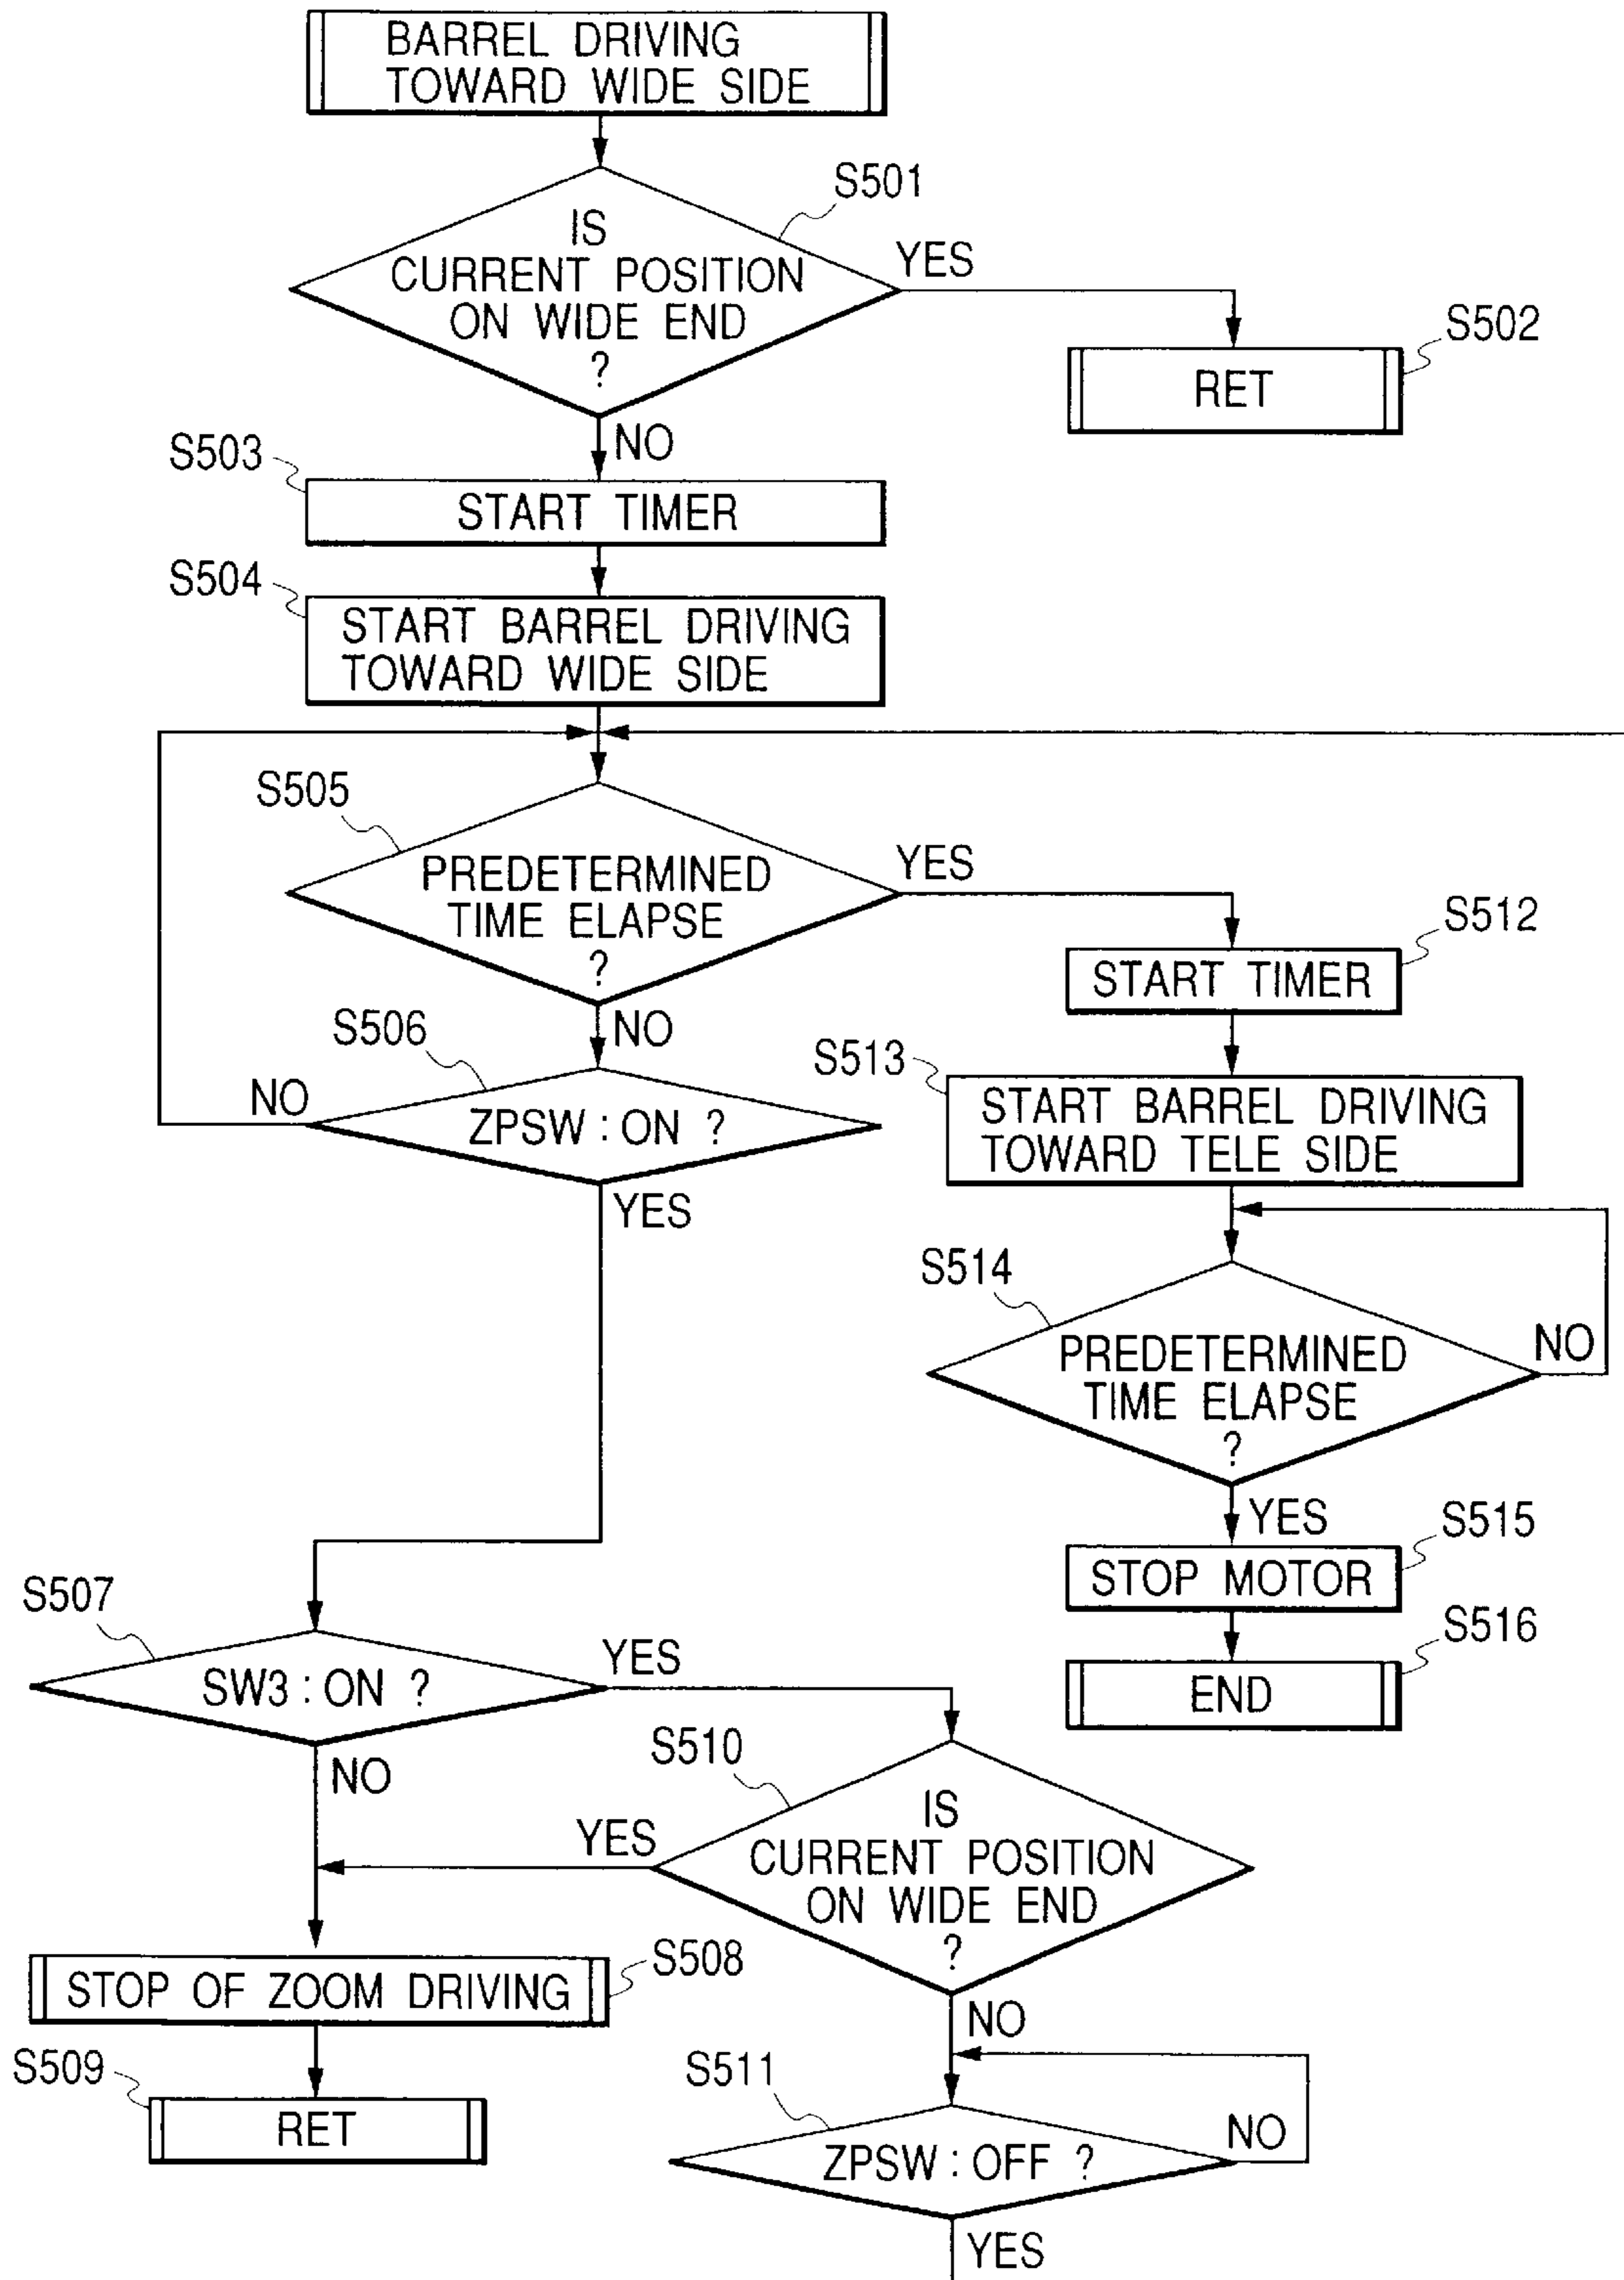 BARREL DRIVING
TOWARD WIDE SIDE
S501
IS
CURRENT POSITION
ON WIDE END
?
YES
S502
RET
NO
S503
START TIMER
S504
START BARREL DRIVING
TOWARD WIDE SIDE
S505
PREDETERMINED
TIME ELAPSE
?
YES
S512
START TIMER
NO
S506
ZPSW : ON ?
NO
YES
S513
START BARREL DRIVING
TOWARD TELE SIDE
S514
PREDETERMINED
TIME ELAPSE
?
NO
YES
S515
STOP MOTOR
S516
END
S507
SW3 : ON ?
YES
NO
S510
IS
CURRENT POSITION
ON WIDE END
?
YES
NO
S508
STOP OF ZOOM DRIVING
S509
RET
S511
ZPSW : OFF ?
NO
YES